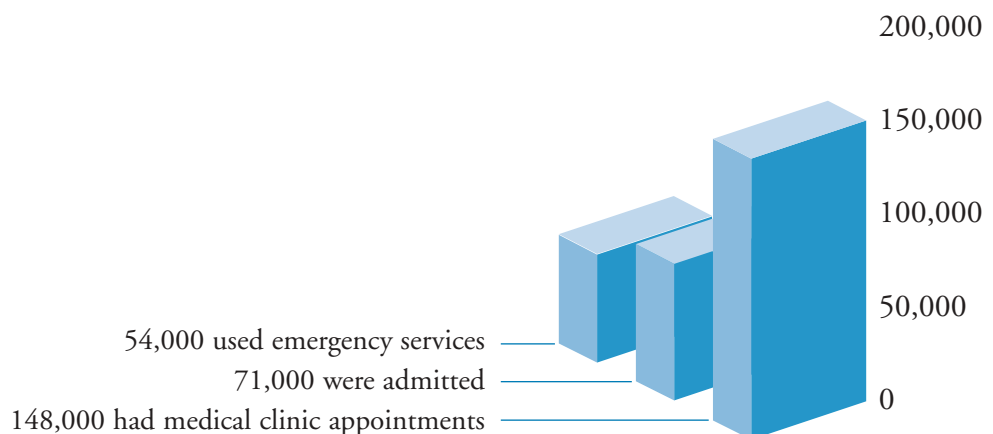 200,000
150,000
100,000
50,000
54,000 used emergency services
71,000 were admitted
0
148,000 had medical clinic appointments